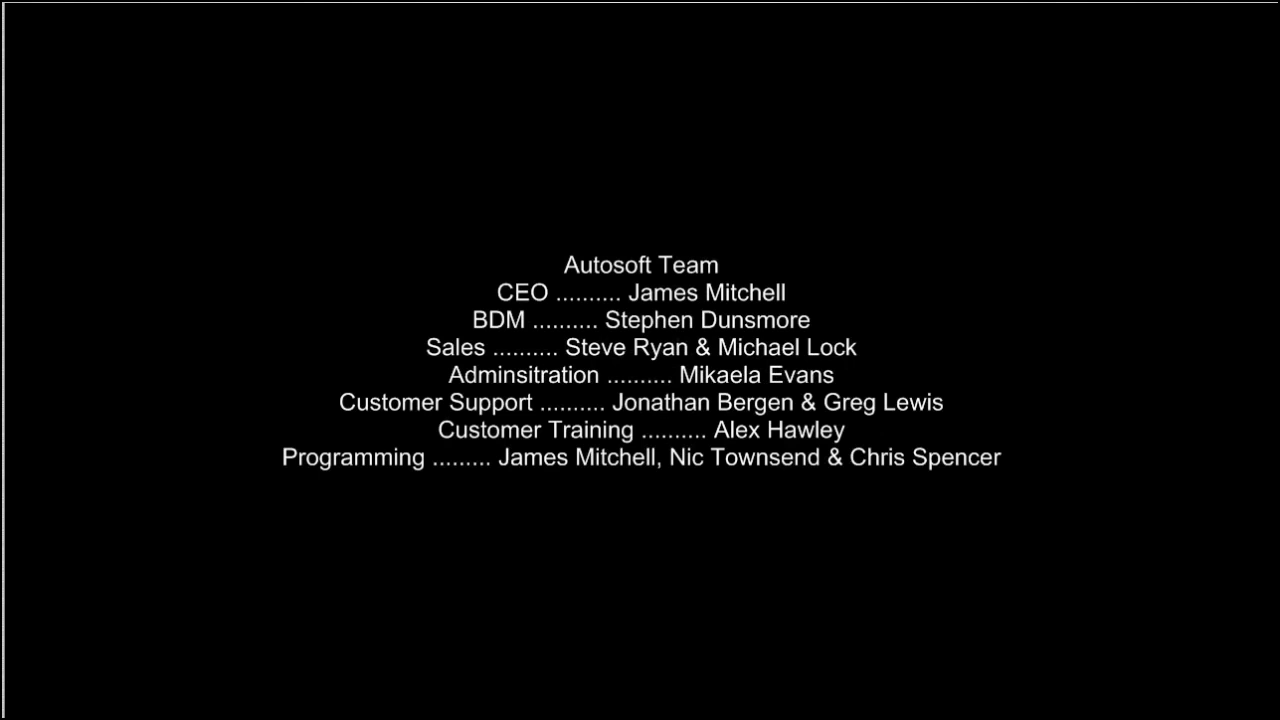 Autosoft Team
CEO .......... James Mitchell
BDM .......... Stephen Dunsmore
Sales .......... Steve Ryan & Michael Lock
Adminsitration .......... Mikaela Evans
Customer Support .......... Jonathan Bergen & Greg Lewis
Customer Training .......... Alex Hawley
Programming ......... James Mitchell, Nic Townsend & Chris Spencer